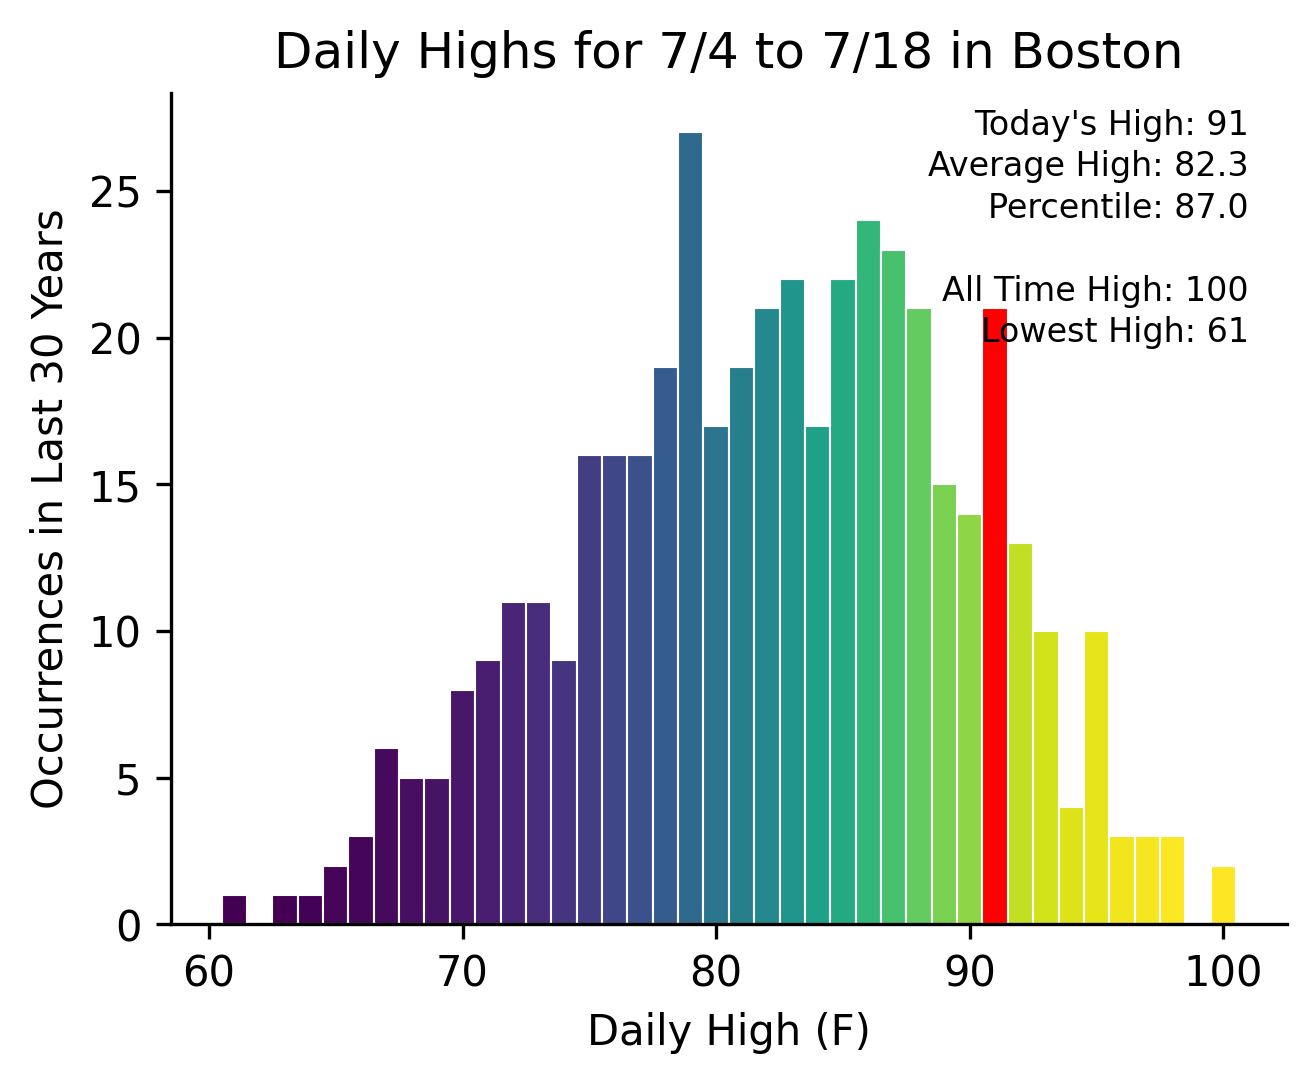 Daily Highs for 7/4 to 7/18 in Boston
Today's High: 91
Average High: 82.3
Percentile: 87.0
All Time High: 100
Lowest High: 61
Occurrences in Last 30 Years
25
20
15
10
5
0
60 70 80 90 100
Daily High (F)